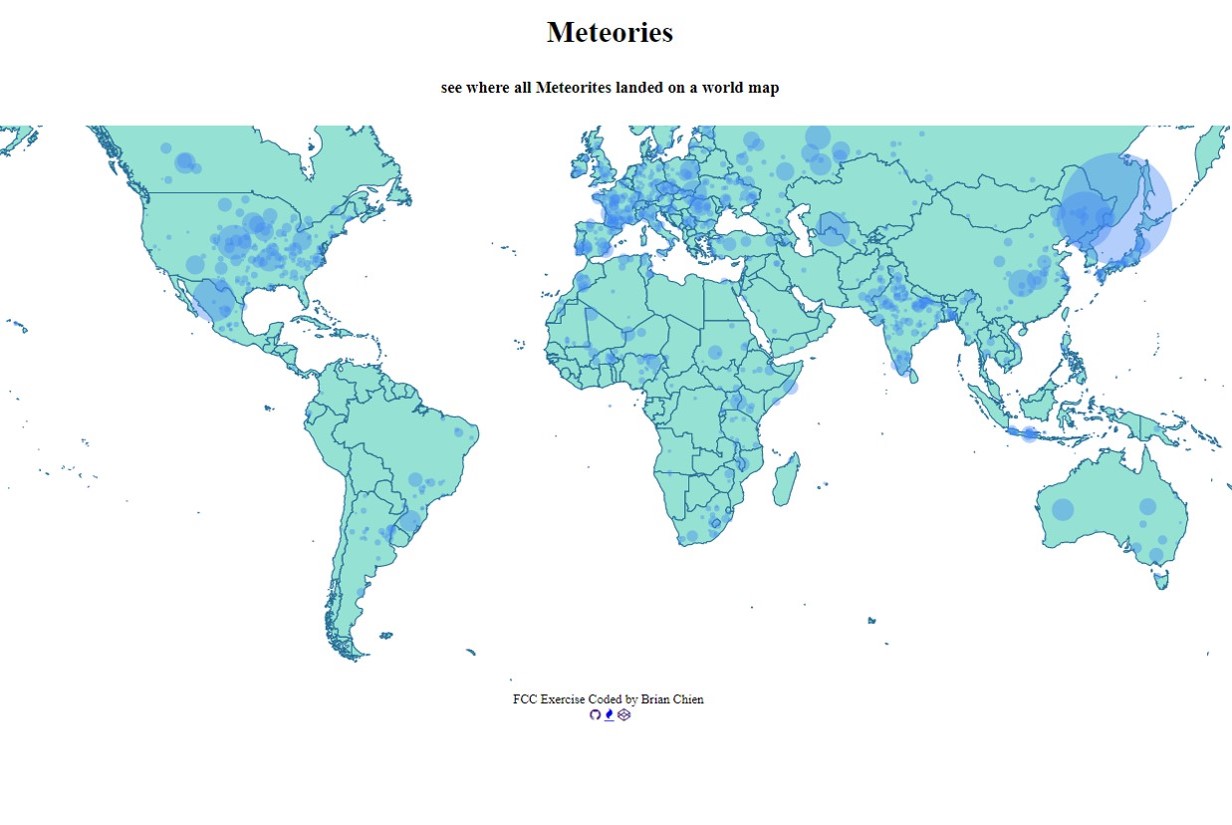 Meteories
see where all Meteorites landed on a world map
FCC Exercise Coded by Brian Chien